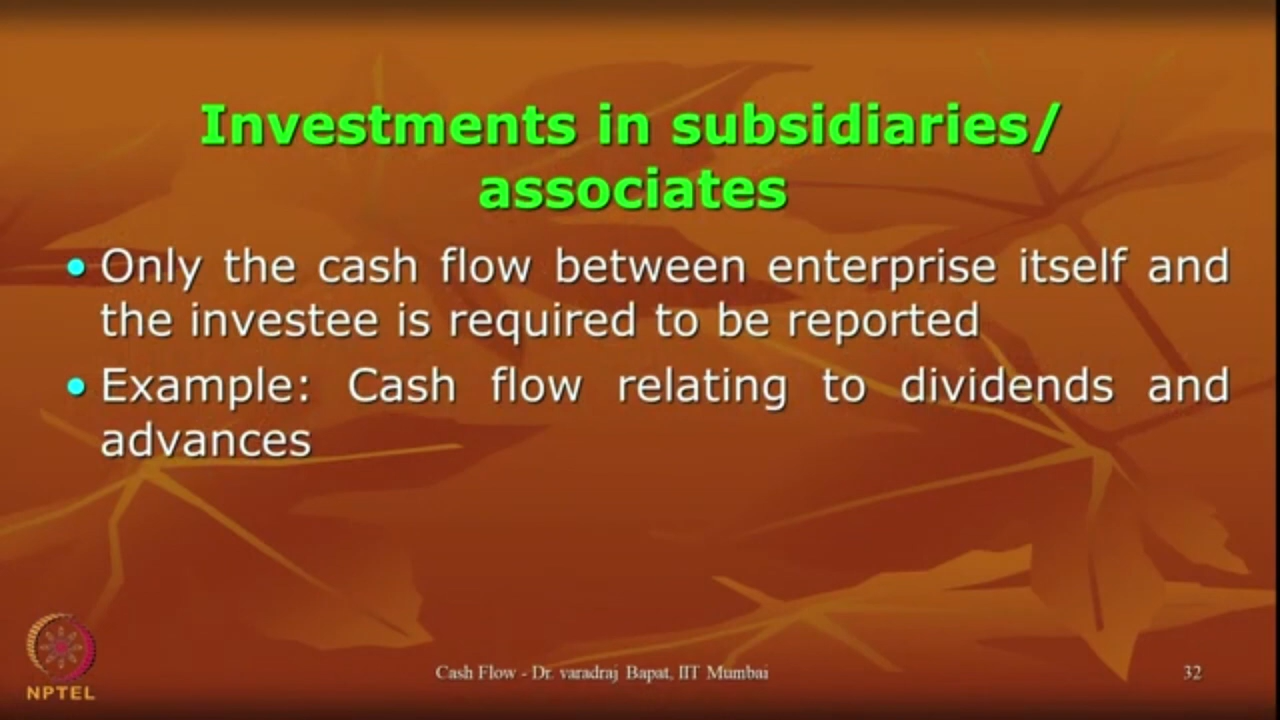 Investments in subsidiaries/
associates
• Only the cash flow between enterprise itself and
the investee is required to be reported
• Example: Cash flow relating to dividends and
advances
NPTEL
Cash Flow - Dr. varadraj Bapat, IIT Mumbai
32